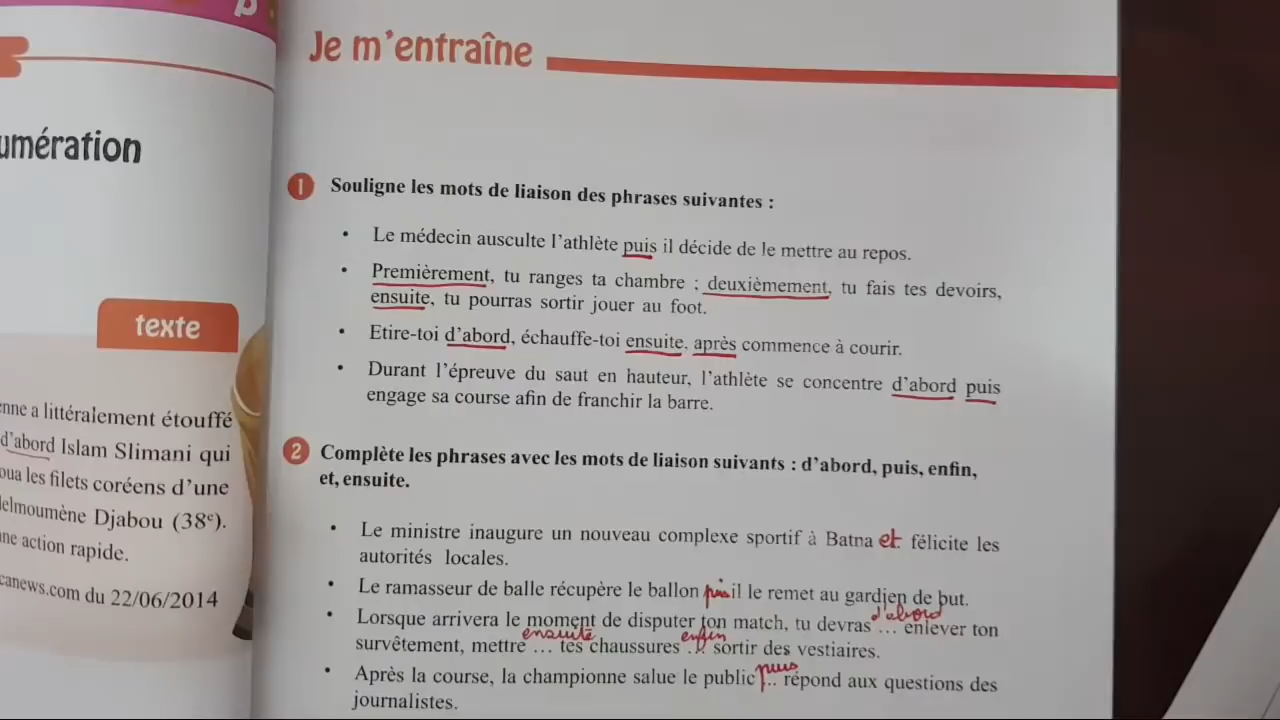 p
umération
texte
enne a littéralement étouffé
d'abord Islam Slimani qui
oua les filets coréens d'une
delmoumène Djabou (38e).
ne action rapide.
canews.com du 22/06/2014
Je m'entraîne
1 Souligne les mots de liaison des phrases suivantes :
• Le médecin ausculte l'athlète puis il décide de le mettre au repos.
• Premièrement, tu ranges ta chambre ; deuxièmement, tu fais tes devoirs,
ensuite, tu pourras sortir jouer au foot.
• Etire-toi d'abord, échauffe-toi ensuite, après commence à courir.
• Durant l'épreuve du saut en hauteur, l'athlète se concentre d'abord puis
engage sa course afin de franchir la barre.
2 Complète les phrases avec les mots de liaison suivants : d'abord, puis, enfin,
et, ensuite.
• Le ministre inaugure un nouveau complexe sportif à Batna et félicite les
autorités locales.
• Le ramasseur de balle récupère le ballon puis il le remet au gardien de but.
• Lorsque arrivera le moment de disputer ton match, tu devras d'abord ... enlever ton
survêtement, mettre ensuite ... tes chaussures enfin ... sortir des vestiaires.
• Après la course, la championne salue le public puis ... répond aux questions des
journalistes.